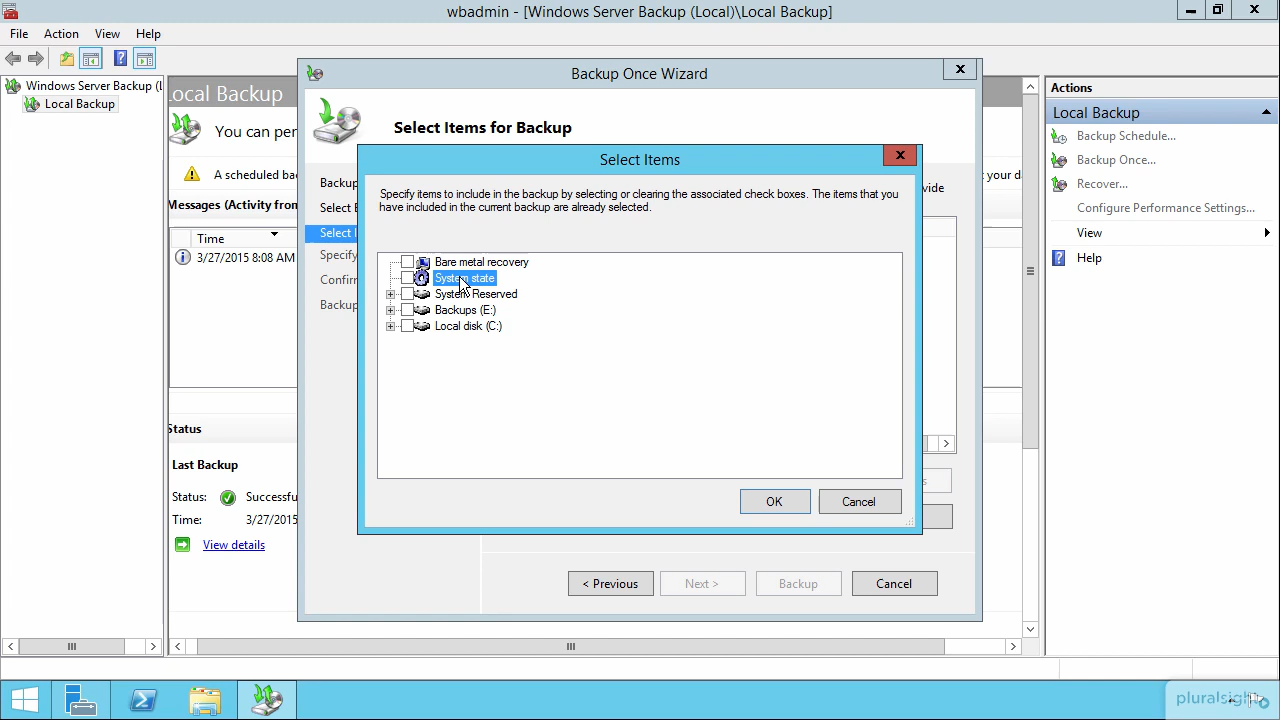 wbadmin - [Windows Server Backup (Local)\Local Backup]
File Action View Help
Windows Server Backup (L
Local Backup
Local Backup
You can per
A scheduled ba
your da
Messages (Activity from
Time
3/27/2015 8:08 AM
Status
Last Backup
Status: Successfu
Time: 3/27/2015
View details
Backup Once Wizard
Select Items for Backup
Backup
Select B
Select I
Specify
Confirm
Backup
vide
s
Select Items
Specify items to include in the backup by selecting or clearing the associated check boxes. The items that you
have included in the current backup are already selected.
Bare metal recovery
System state
System Reserved
Backups (E:)
Local disk (C:)
OK Cancel
< Previous Next > Backup Cancel
Actions
Local Backup
Backup Schedule...
Backup Once...
Recover...
Configure Performance Settings...
View
Help
pluralsight